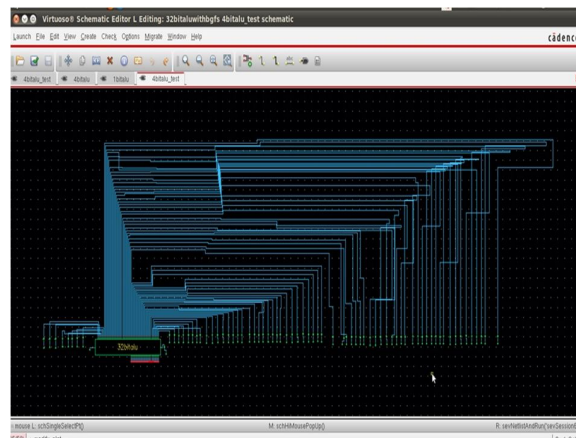 Virtuoso® Schematic Editor L Editing: 32bitaluwithbgfs 4bitalu_test schematic
Launch File Edit View Create Check Options Migrate Window Help
cādence
4bitalu_test 4bitalu 1bitalu 4bitalu_test
32bitalu
mouse L: schSingleSelectPt() M: schHiMousePopUp() R: sevNetlistAndRun('sevSession